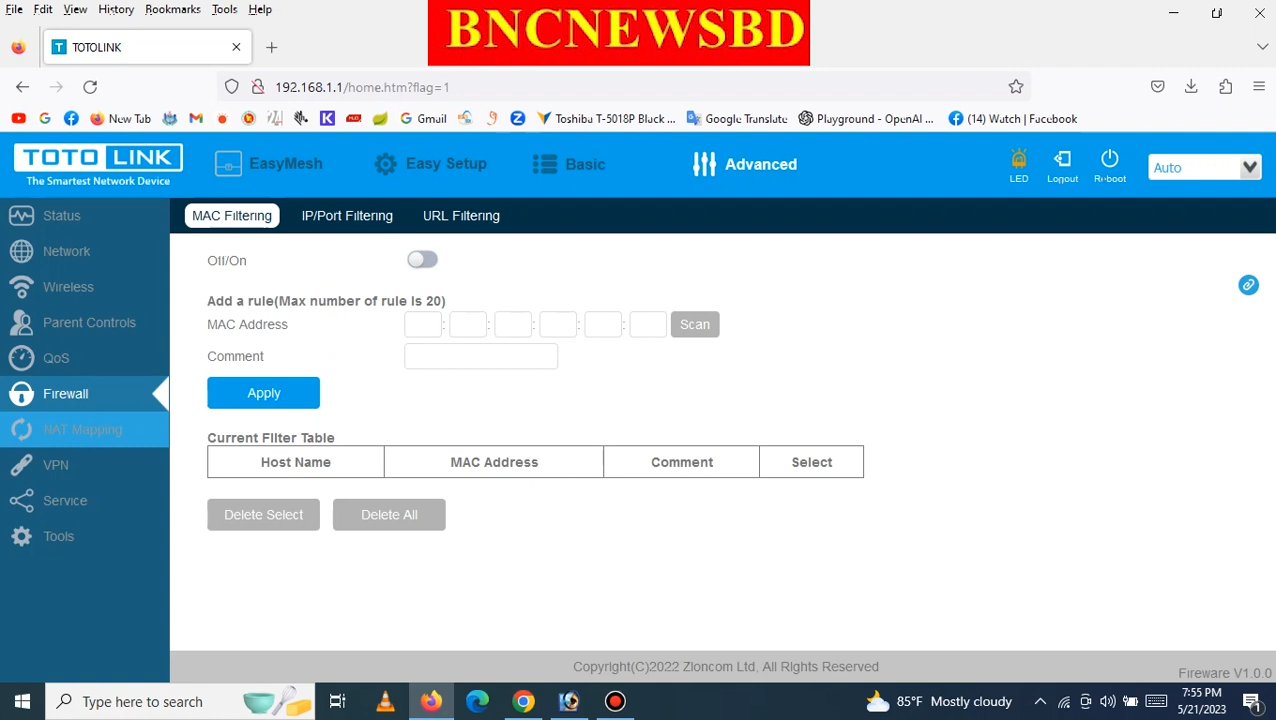 File Edit View History Bookmarks Tools Help
BNCNEWSBD
TOTOLINK
192.168.1.1/home.htm?flag=1
New Tab Gmail Toshiba T-5018P Black ... Google Translate Playground - OpenAI ... (14) Watch | Facebook
TOTO LINK
The Smartest Network Device
EasyMesh Easy Setup Basic Advanced
LED Logout Reboot Auto
Status
Network
Wireless
Parent Controls
QoS
Firewall
NAT Mapping
VPN
Service
Tools
MAC Filtering IP/Port Filtering URL Filtering
Off/On
Add a rule(Max number of rule is 20)
MAC Address : : : : : Scan
Comment
Apply
Current Filter Table
Host Name MAC Address Comment Select
Delete Select Delete All
Copyright(C)2022 Zioncom Ltd. All Rights Reserved
Fireware V1.0.0
Type here to search
85°F Mostly cloudy
7:55 PM
5/21/2023
1